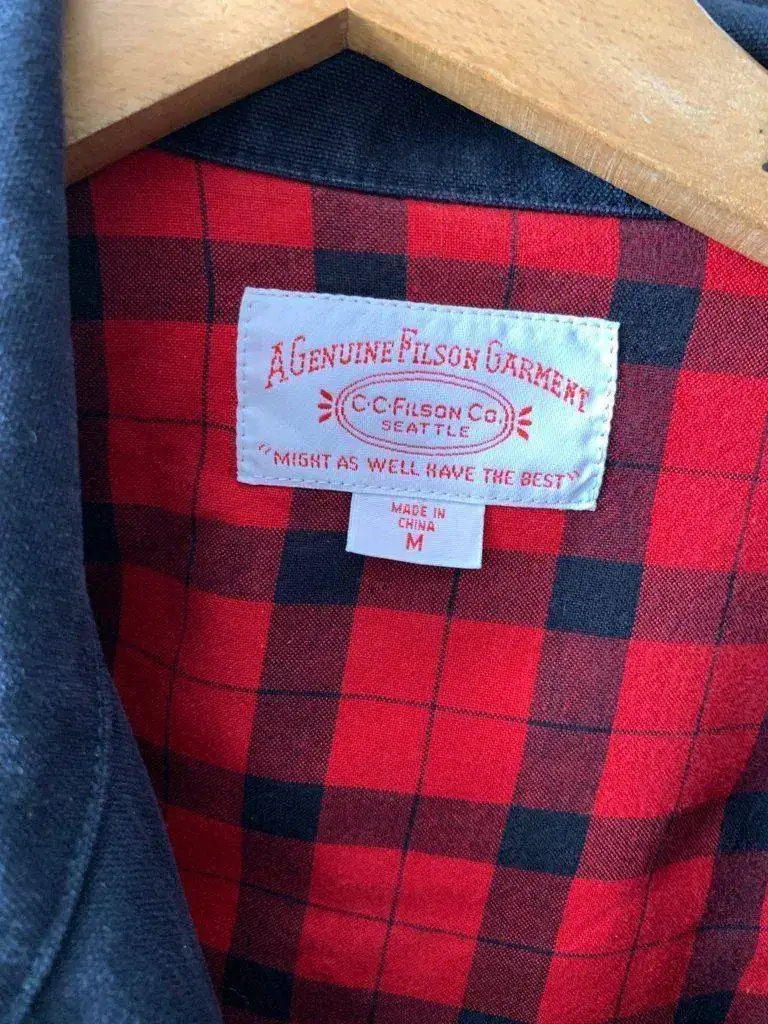 A GENUINE FILSON GARMENT
C·C·FILSON CO.
SEATTLE
"MIGHT AS WELL HAVE THE BEST"
MADE IN
CHINA
M